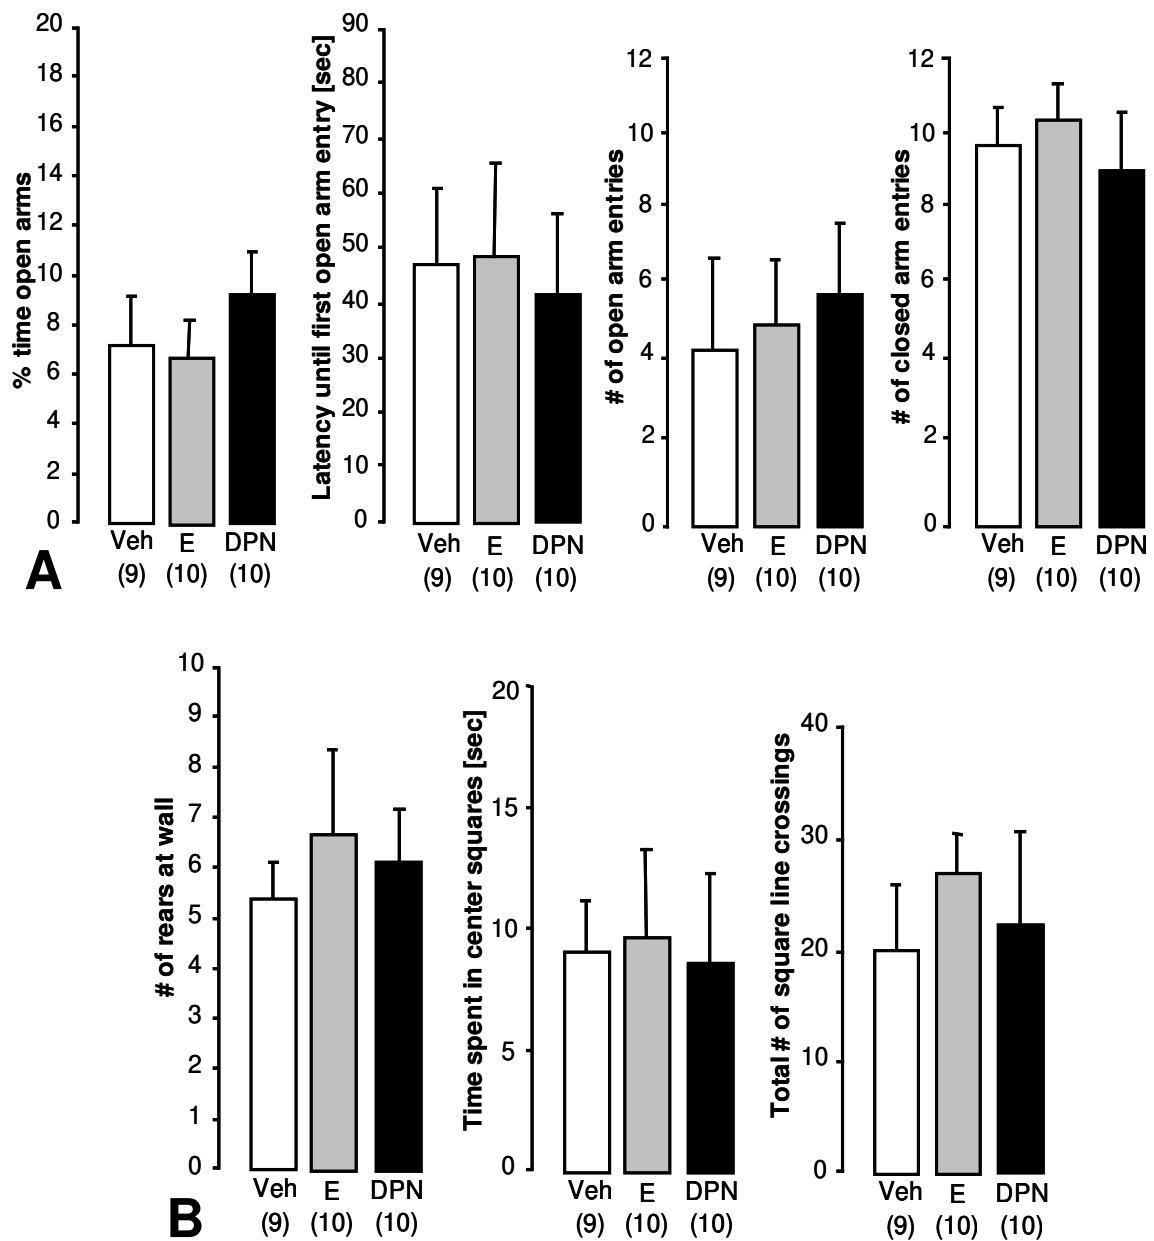 % time open arms
20
18
16
14
12
10
8
6
4
2
0
Veh E DPN
(9) (10) (10)
Latency until first open arm entry [sec]
90
80
70
60
50
40
30
20
10
0
Veh E DPN
(9) (10) (10)
# of open arm entries
12
10
8
6
4
2
0
Veh E DPN
(9) (10) (10)
# of closed arm entries
12
10
8
6
4
2
0
Veh E DPN
(9) (10) (10)
A
# of rears at wall
10
9
8
7
6
5
4
3
2
1
0
Veh E DPN
(9) (10) (10)
Time spent in center squares [sec]
20
15
10
5
0
Veh E DPN
(9) (10) (10)
Total # of square line crossings
40
30
20
10
0
Veh E DPN
(9) (10) (10)
B